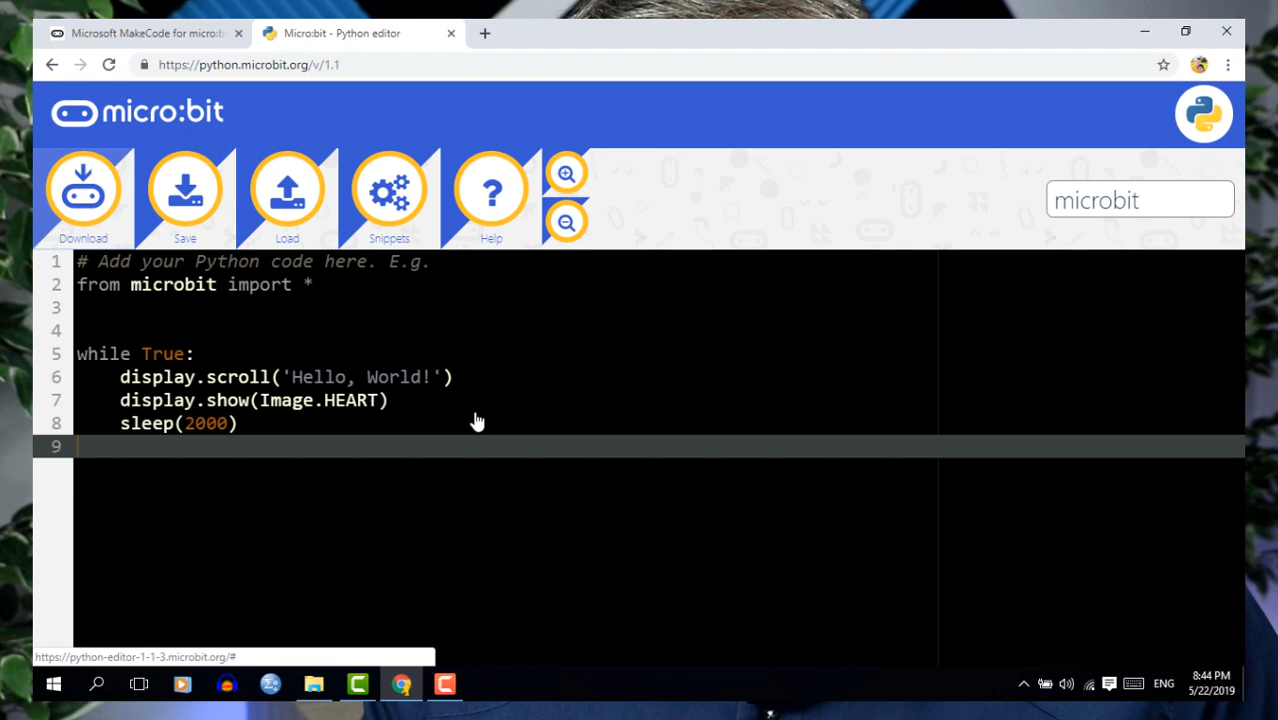 Microsoft MakeCode for micro:b
Micro:bit - Python editor
https://python.microbit.org/v/1.1
micro:bit
Download
Save
Load
Snippets
Help
microbit
1 # Add your Python code here. E.g.
2 from microbit import *
3
4
5 while True:
6 display.scroll('Hello, World!')
7 display.show(Image.HEART)
8 sleep(2000)
9
https://python-editor-1-1-3.microbit.org/#
ENG
8:44 PM
5/22/2019